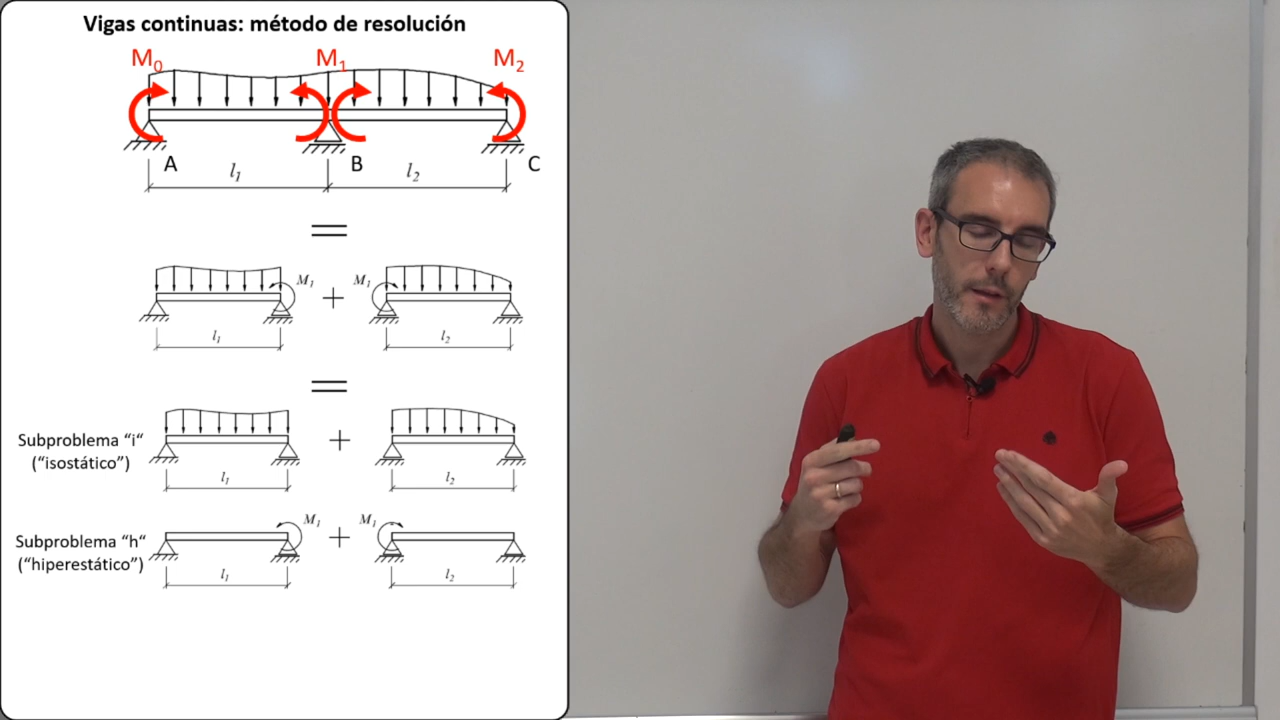 Vigas continuas: método de resolución
M₀ M₁ M₂
A B C
l₁ l₂
=
M₁ + M₁
l₁ l₂
=
Subproblema “i“
(“isostático”)
+
l₁ l₂
Subproblema “h“
(“hiperestático”)
M₁ + M₁
l₁ l₂